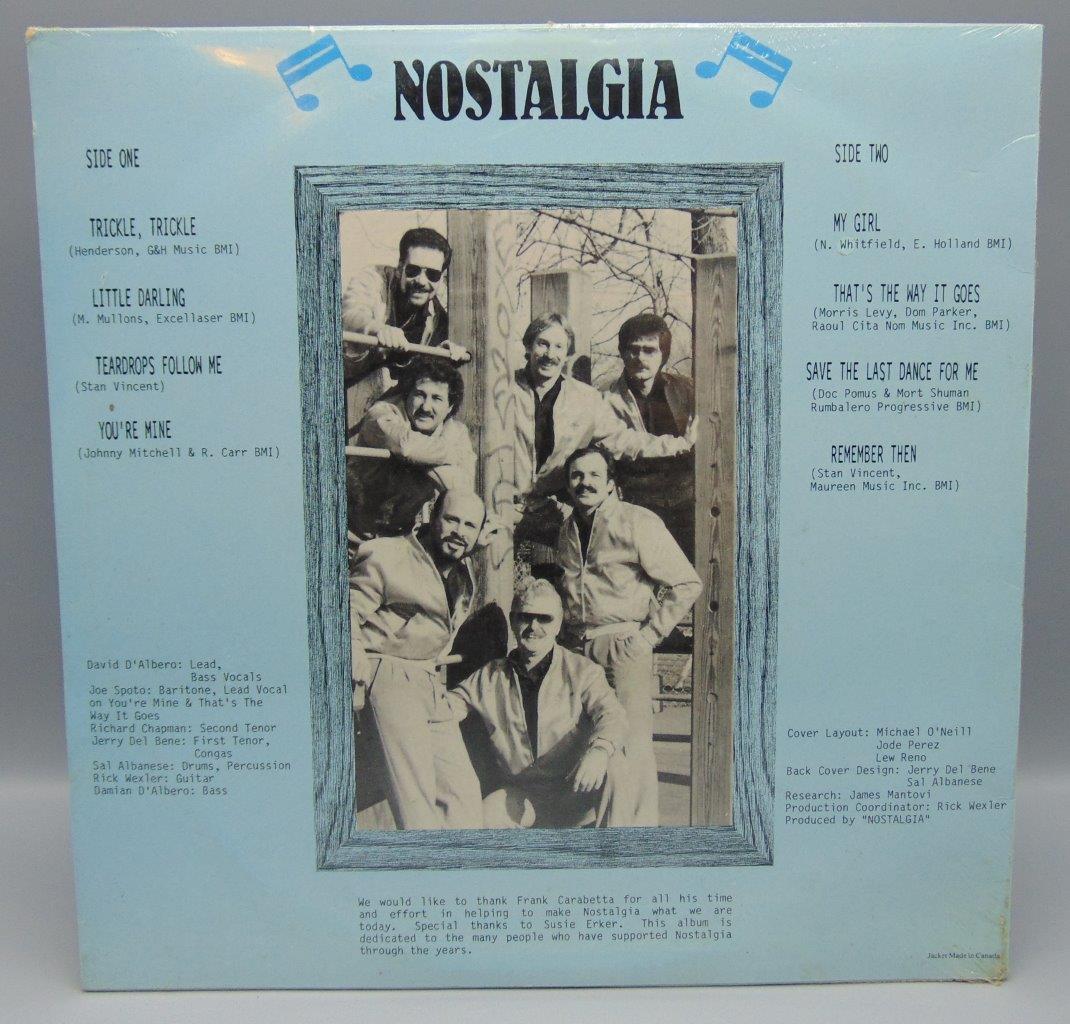 NOSTALGIA
SIDE ONE
TRICKLE, TRICKLE
(Henderson, G&H Music BMI)
LITTLE DARLING
(M. Mullons, Excellaser BMI)
TEARDROPS FOLLOW ME
(Stan Vincent)
YOU'RE MINE
(Johnny Mitchell & R. Carr BMI)
SIDE TWO
MY GIRL
(N. Whitfield, E. Holland BMI)
THAT'S THE WAY IT GOES
(Morris Levy, Dom Parker,
Raoul Cita Nom Music Inc. BMI)
SAVE THE LAST DANCE FOR ME
(Doc Pomus & Mort Shuman
Rumbalero Progressive BMI)
REMEMBER THEN
(Stan Vincent,
Maureen Music Inc. BMI)
David D'Albero: Lead,
Bass Vocals
Joe Spoto: Baritone, Lead Vocal
on You're Mine & That's The
Way It Goes
Richard Chapman: Second Tenor
Jerry Del Bene: First Tenor,
Congas
Sal Albanese: Drums, Percussion
Rick Wexler: Guitar
Damian D'Albero: Bass
Cover Layout: Michael O'Neill
Jode Perez
Lew Reno
Back Cover Design: Jerry Del Bene
Sal Albanese
Research: James Mantovi
Production Coordinator: Rick Wexler
Produced by "NOSTALGIA"
We would like to thank Frank Carabetta for all his time
and effort in helping to make Nostalgia what we are
today. Special thanks to Susie Erker. This album is
dedicated to the many people who have supported Nostalgia
through the years.
Jacket Made in Canada